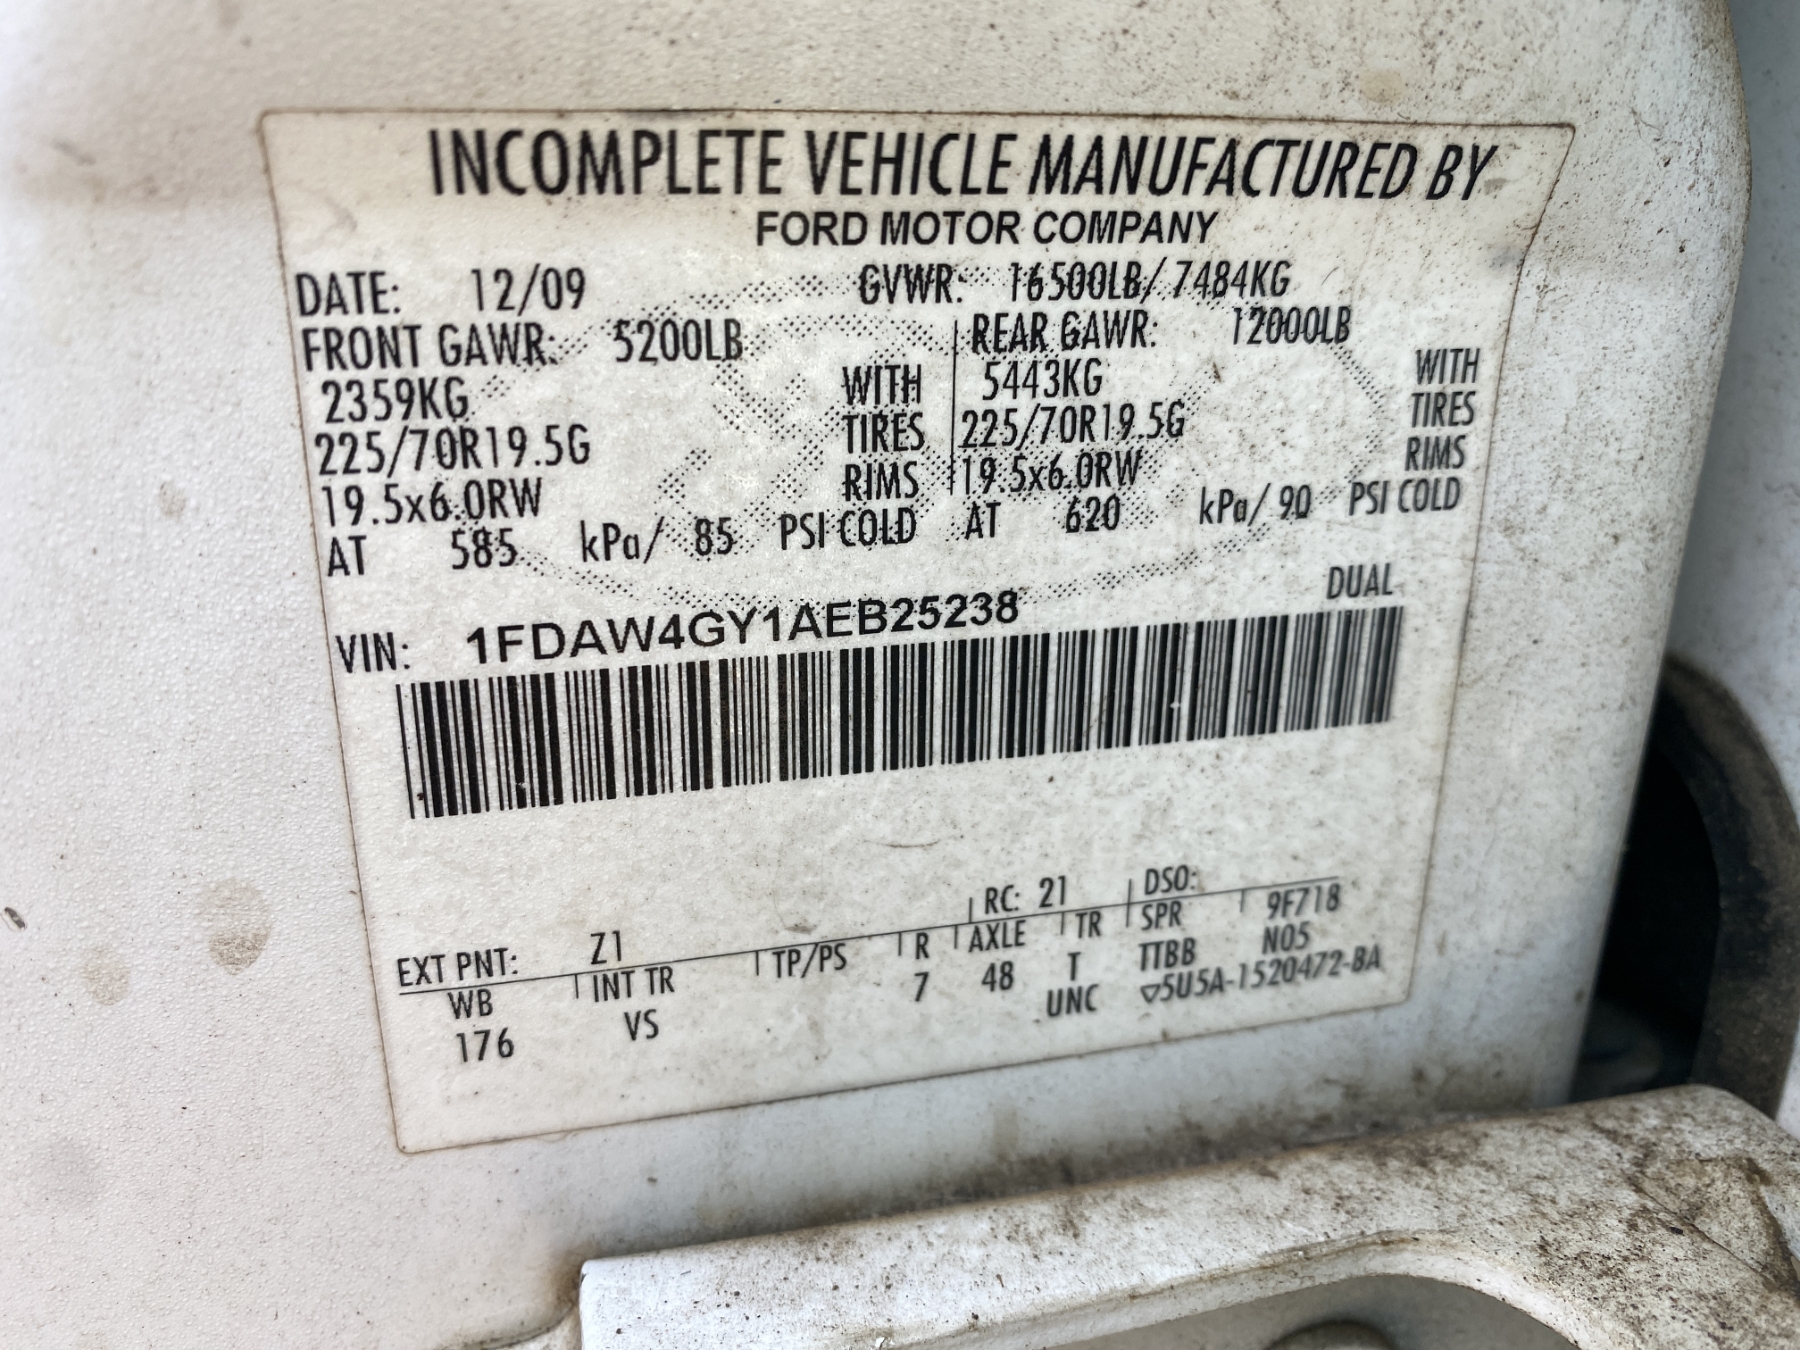 INCOMPLETE VEHICLE MANUFACTURED BY
FORD MOTOR COMPANY
DATE: 12/09 GVWR: 16500LB/ 7484KG
FRONT GAWR: 5200LB REAR GAWR: 12000LB
2359KG WITH 5443KG WITH
225/70R19.5G TIRES 225/70R19.5G TIRES
19.5x6.0RW RIMS 19.5x6.0RW RIMS
AT 585 kPa/ 85 PSI COLD AT 620 kPa/ 90 PSI COLD
DUAL
VIN: 1FDAW4GY1AEB25238
EXT PNT: Z1 RC: 21 DSO:
WB INT TR TP/PS R AXLE TR SPR 9F718
176 VS 7 48 T TTBB N05
UNC ▽5U5A-1520472-BA